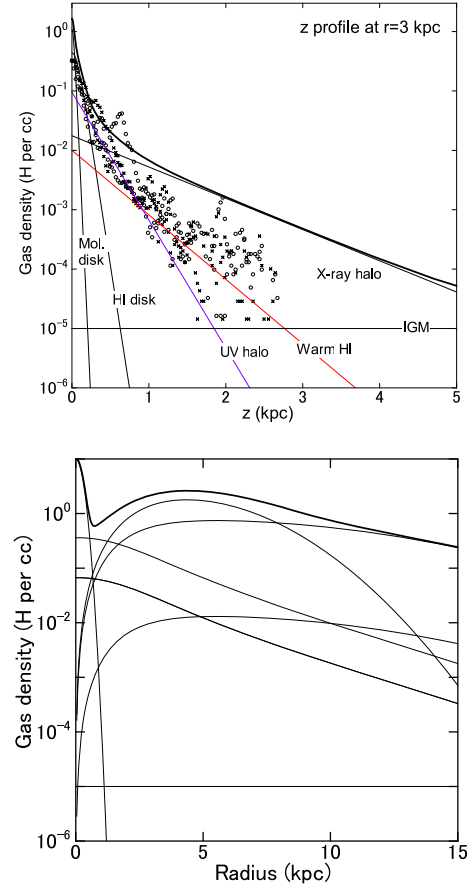 z profile at r=3 kpc
Gas density (H per cc)
10⁰
10⁻¹
10⁻²
10⁻³
10⁻⁴
10⁻⁵
10⁻⁶
Mol.
disk
HI disk
UV halo
Warm HI
X-ray halo
IGM
0 1 2 3 4 5
z (kpc)
Gas density (H per cc)
10⁰
10⁻²
10⁻⁴
10⁻⁶
0 5 10 15
Radius (kpc)